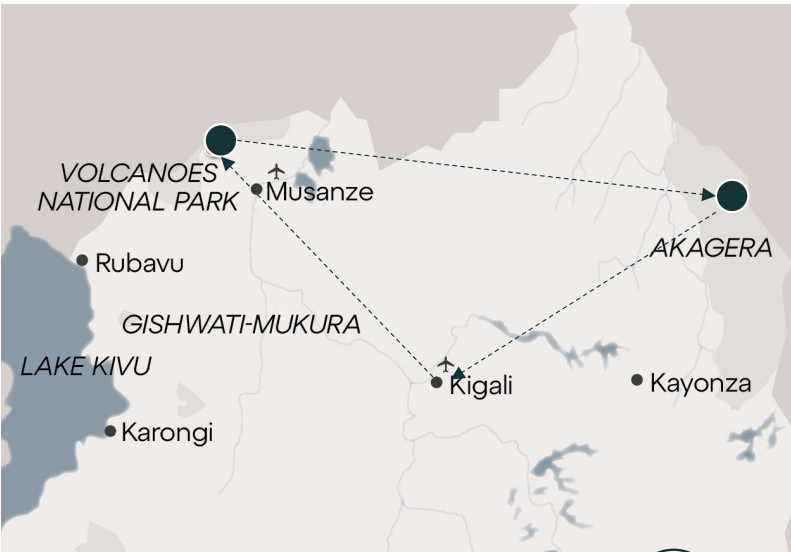 VOLCANOES
NATIONAL PARK
Musanze
AKAGERA
Rubavu
GISHWATI-MUKURA
LAKE KIVU
Kigali
Kayonza
Karongi